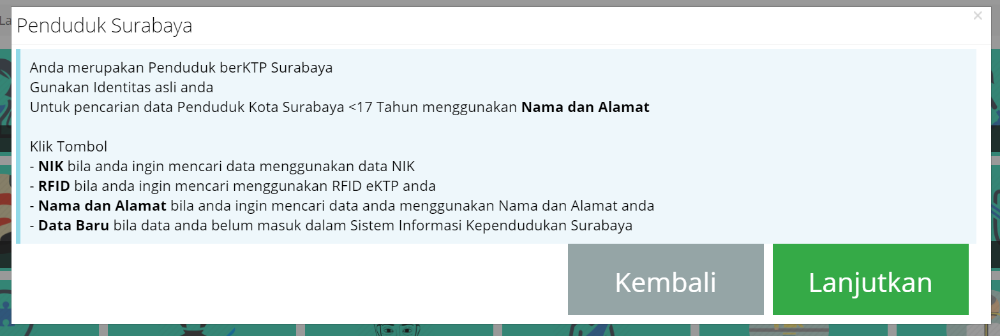 La
Penduduk Surabaya
×
Anda merupakan Penduduk berKTP Surabaya
Gunakan Identitas asli anda
Untuk pencarian data Penduduk Kota Surabaya <17 Tahun menggunakan Nama dan Alamat
Klik Tombol
- NIK bila anda ingin mencari data menggunakan data NIK
- RFID bila anda ingin mencari menggunakan RFID eKTP anda
- Nama dan Alamat bila anda ingin mencari data anda menggunakan Nama dan Alamat anda
- Data Baru bila data anda belum masuk dalam Sistem Informasi Kependudukan Surabaya
Kembali
Lanjutkan